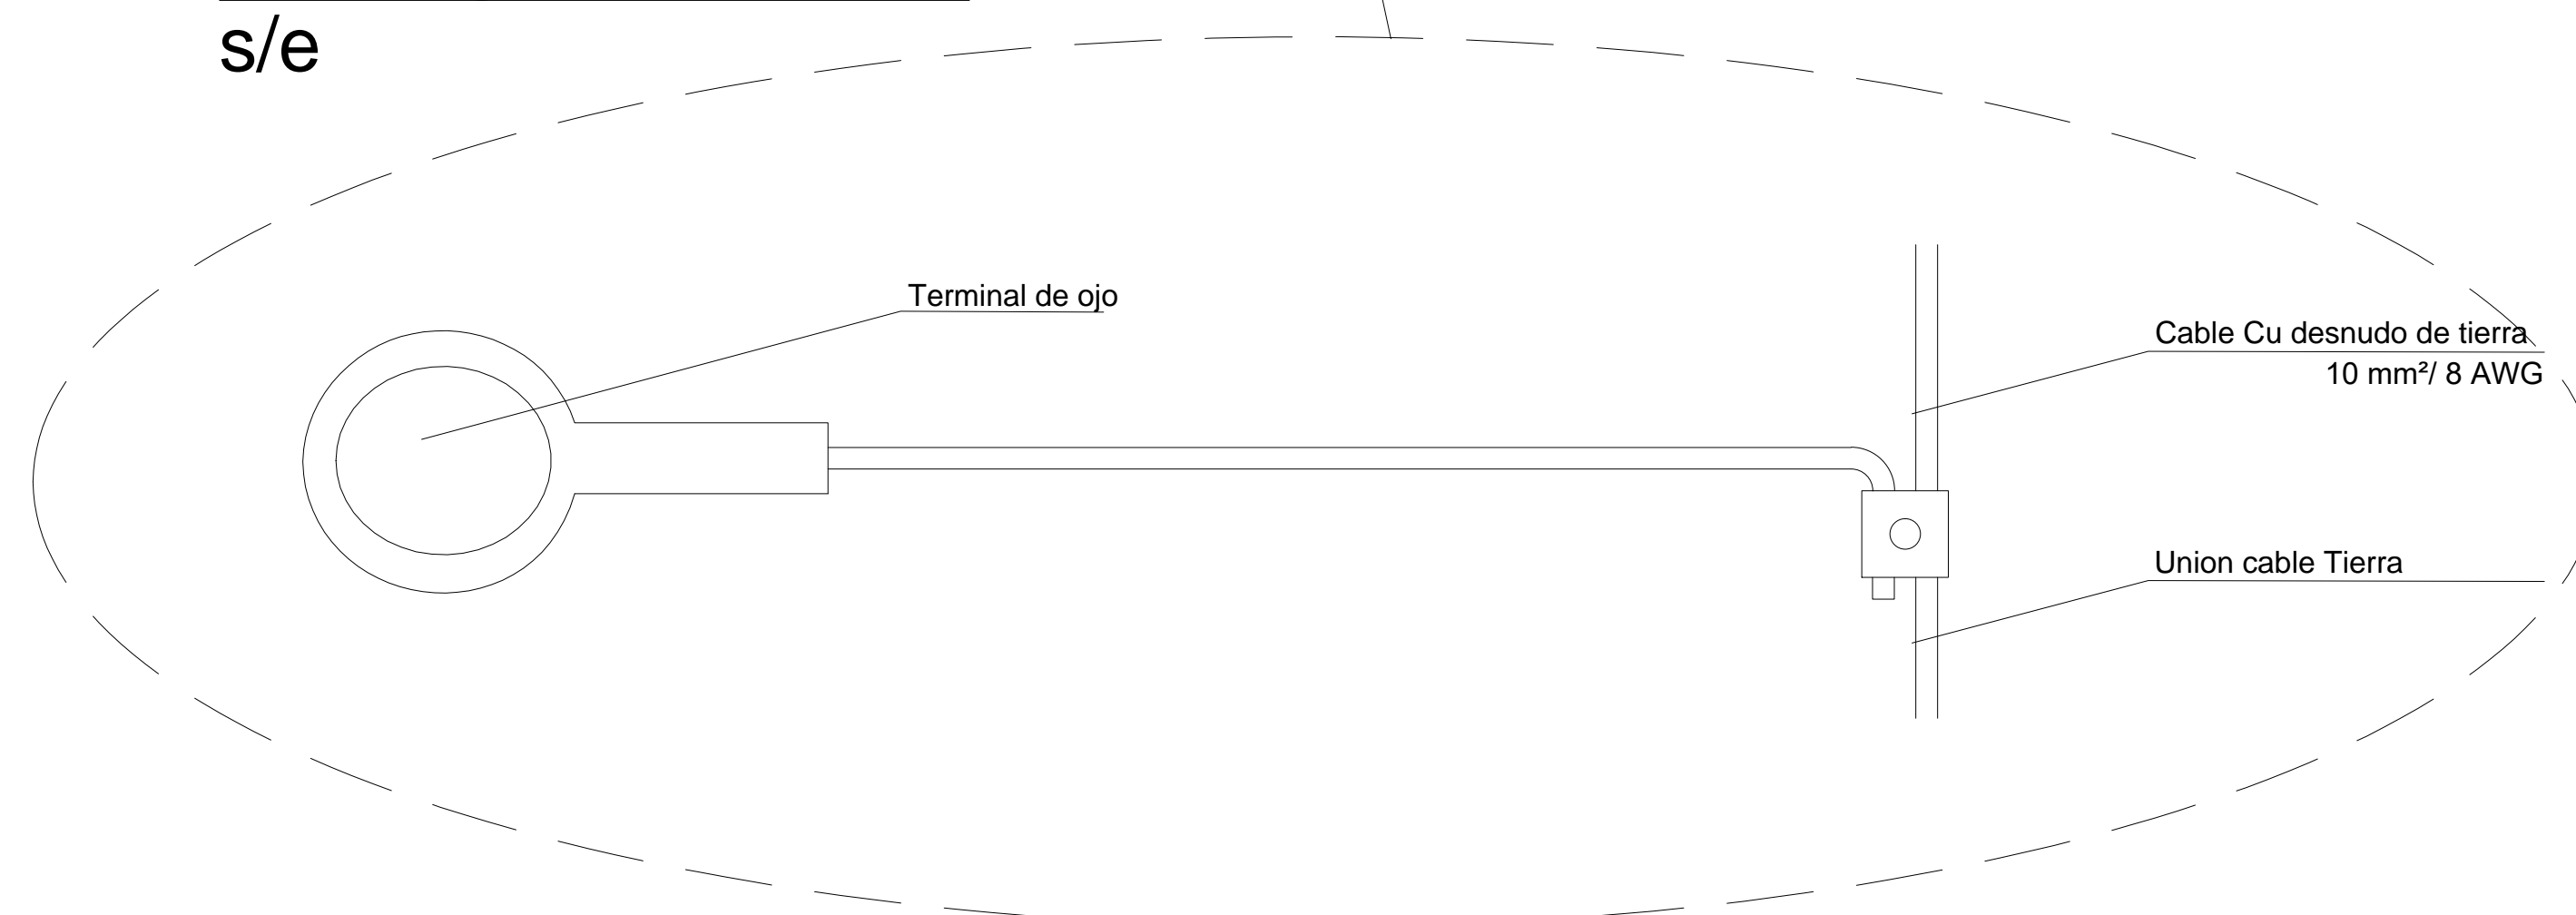 s/e
Terminal de ojo
Cable Cu desnudo de tierra
10 mm²/ 8 AWG
Union cable Tierra